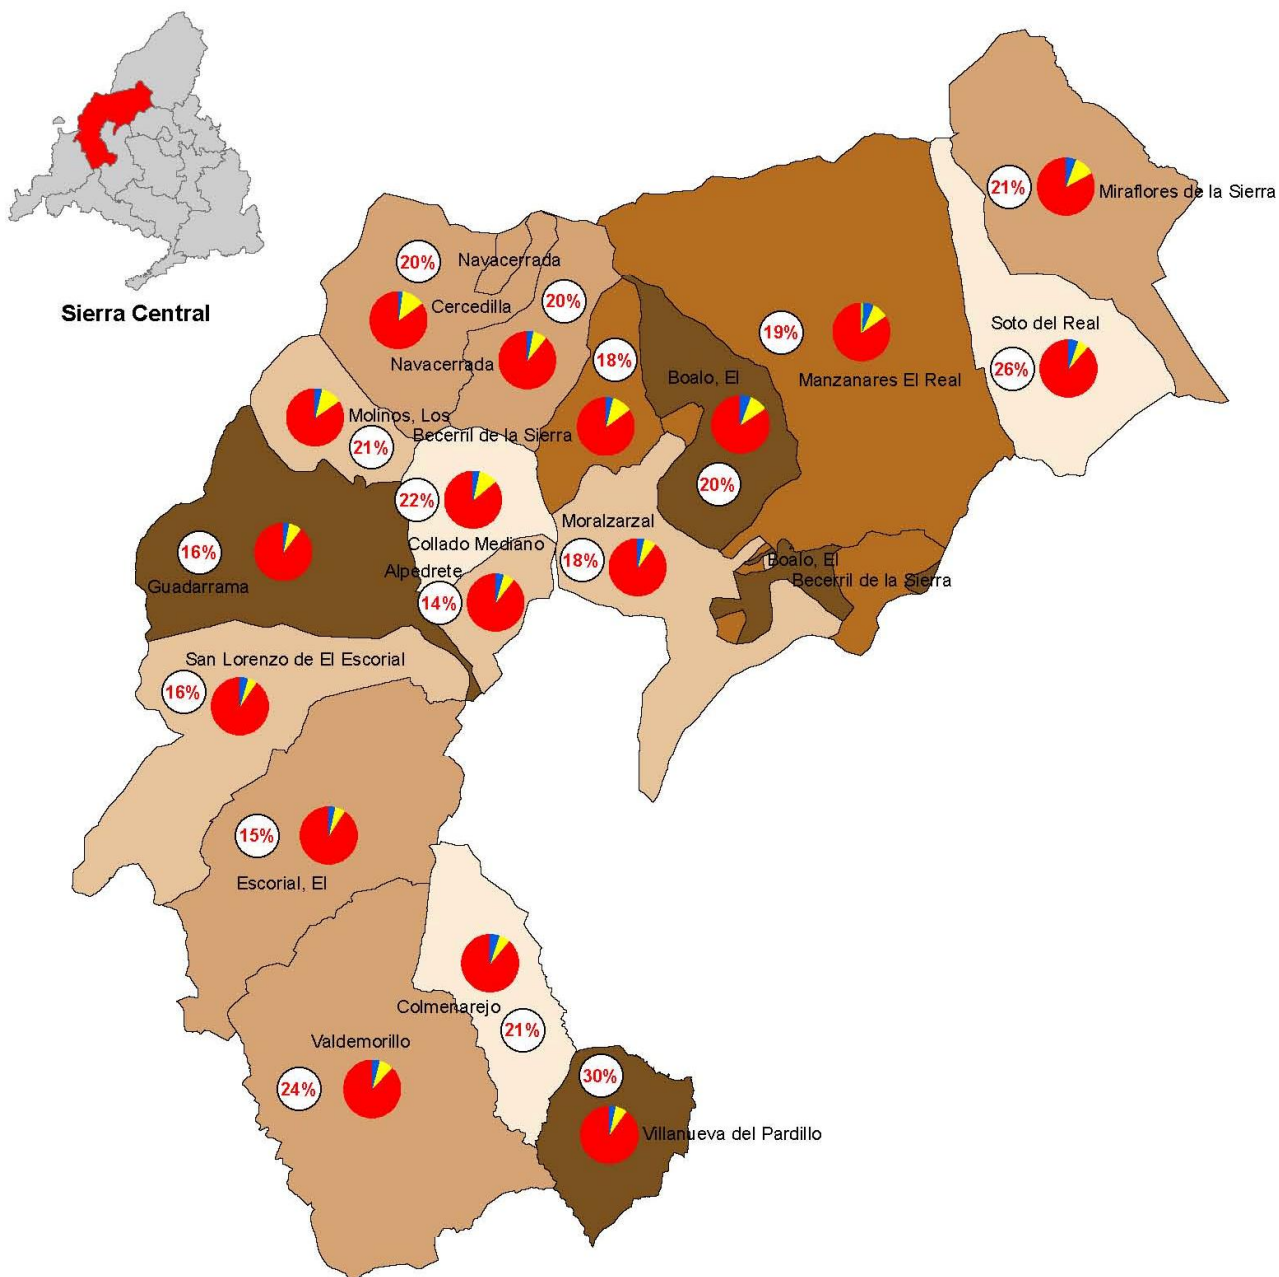 Sierra Central
21%
Miraflores de la Sierra
20%
Navacerrada
Cercedilla
20%
Navacerrada
18%
19%
Manzanares El Real
Soto del Real
26%
Boalo, El
20%
Molinos, Los
21%
Becerril de la Sierra
22%
Collado Mediano
Moralzarzal
18%
16%
Guadarrama
Alpedrete
14%
Boalo, El
Becerril de la Sierra
San Lorenzo de El Escorial
16%
15%
Escorial, El
Colmenarejo
21%
Valdemorillo
24%
30%
Villanueva del Pardillo